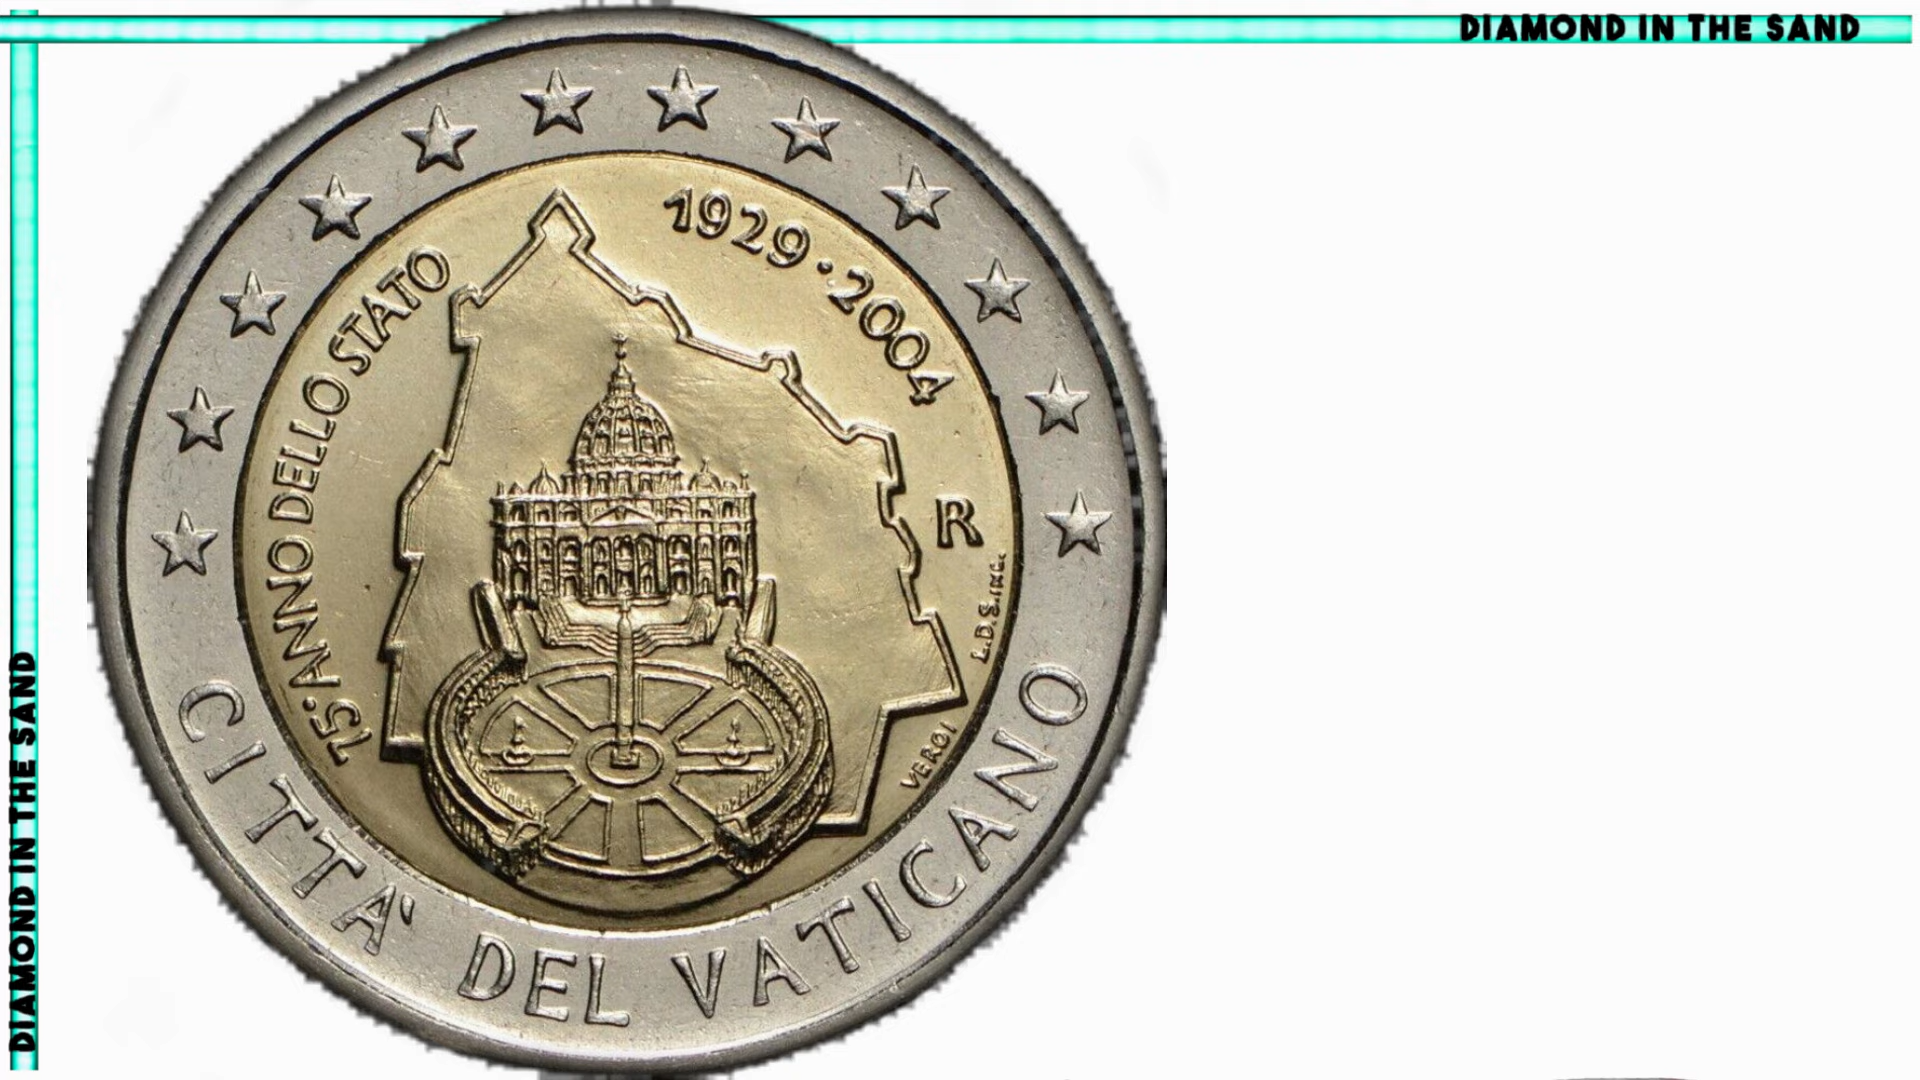 DIAMOND IN THE SAND
DIAMOND IN THE SAND
75° ANNO DELLO STATO
1929 · 2004
R
L.D.S. INC.
VEROI
CITTA' DEL VATICANO